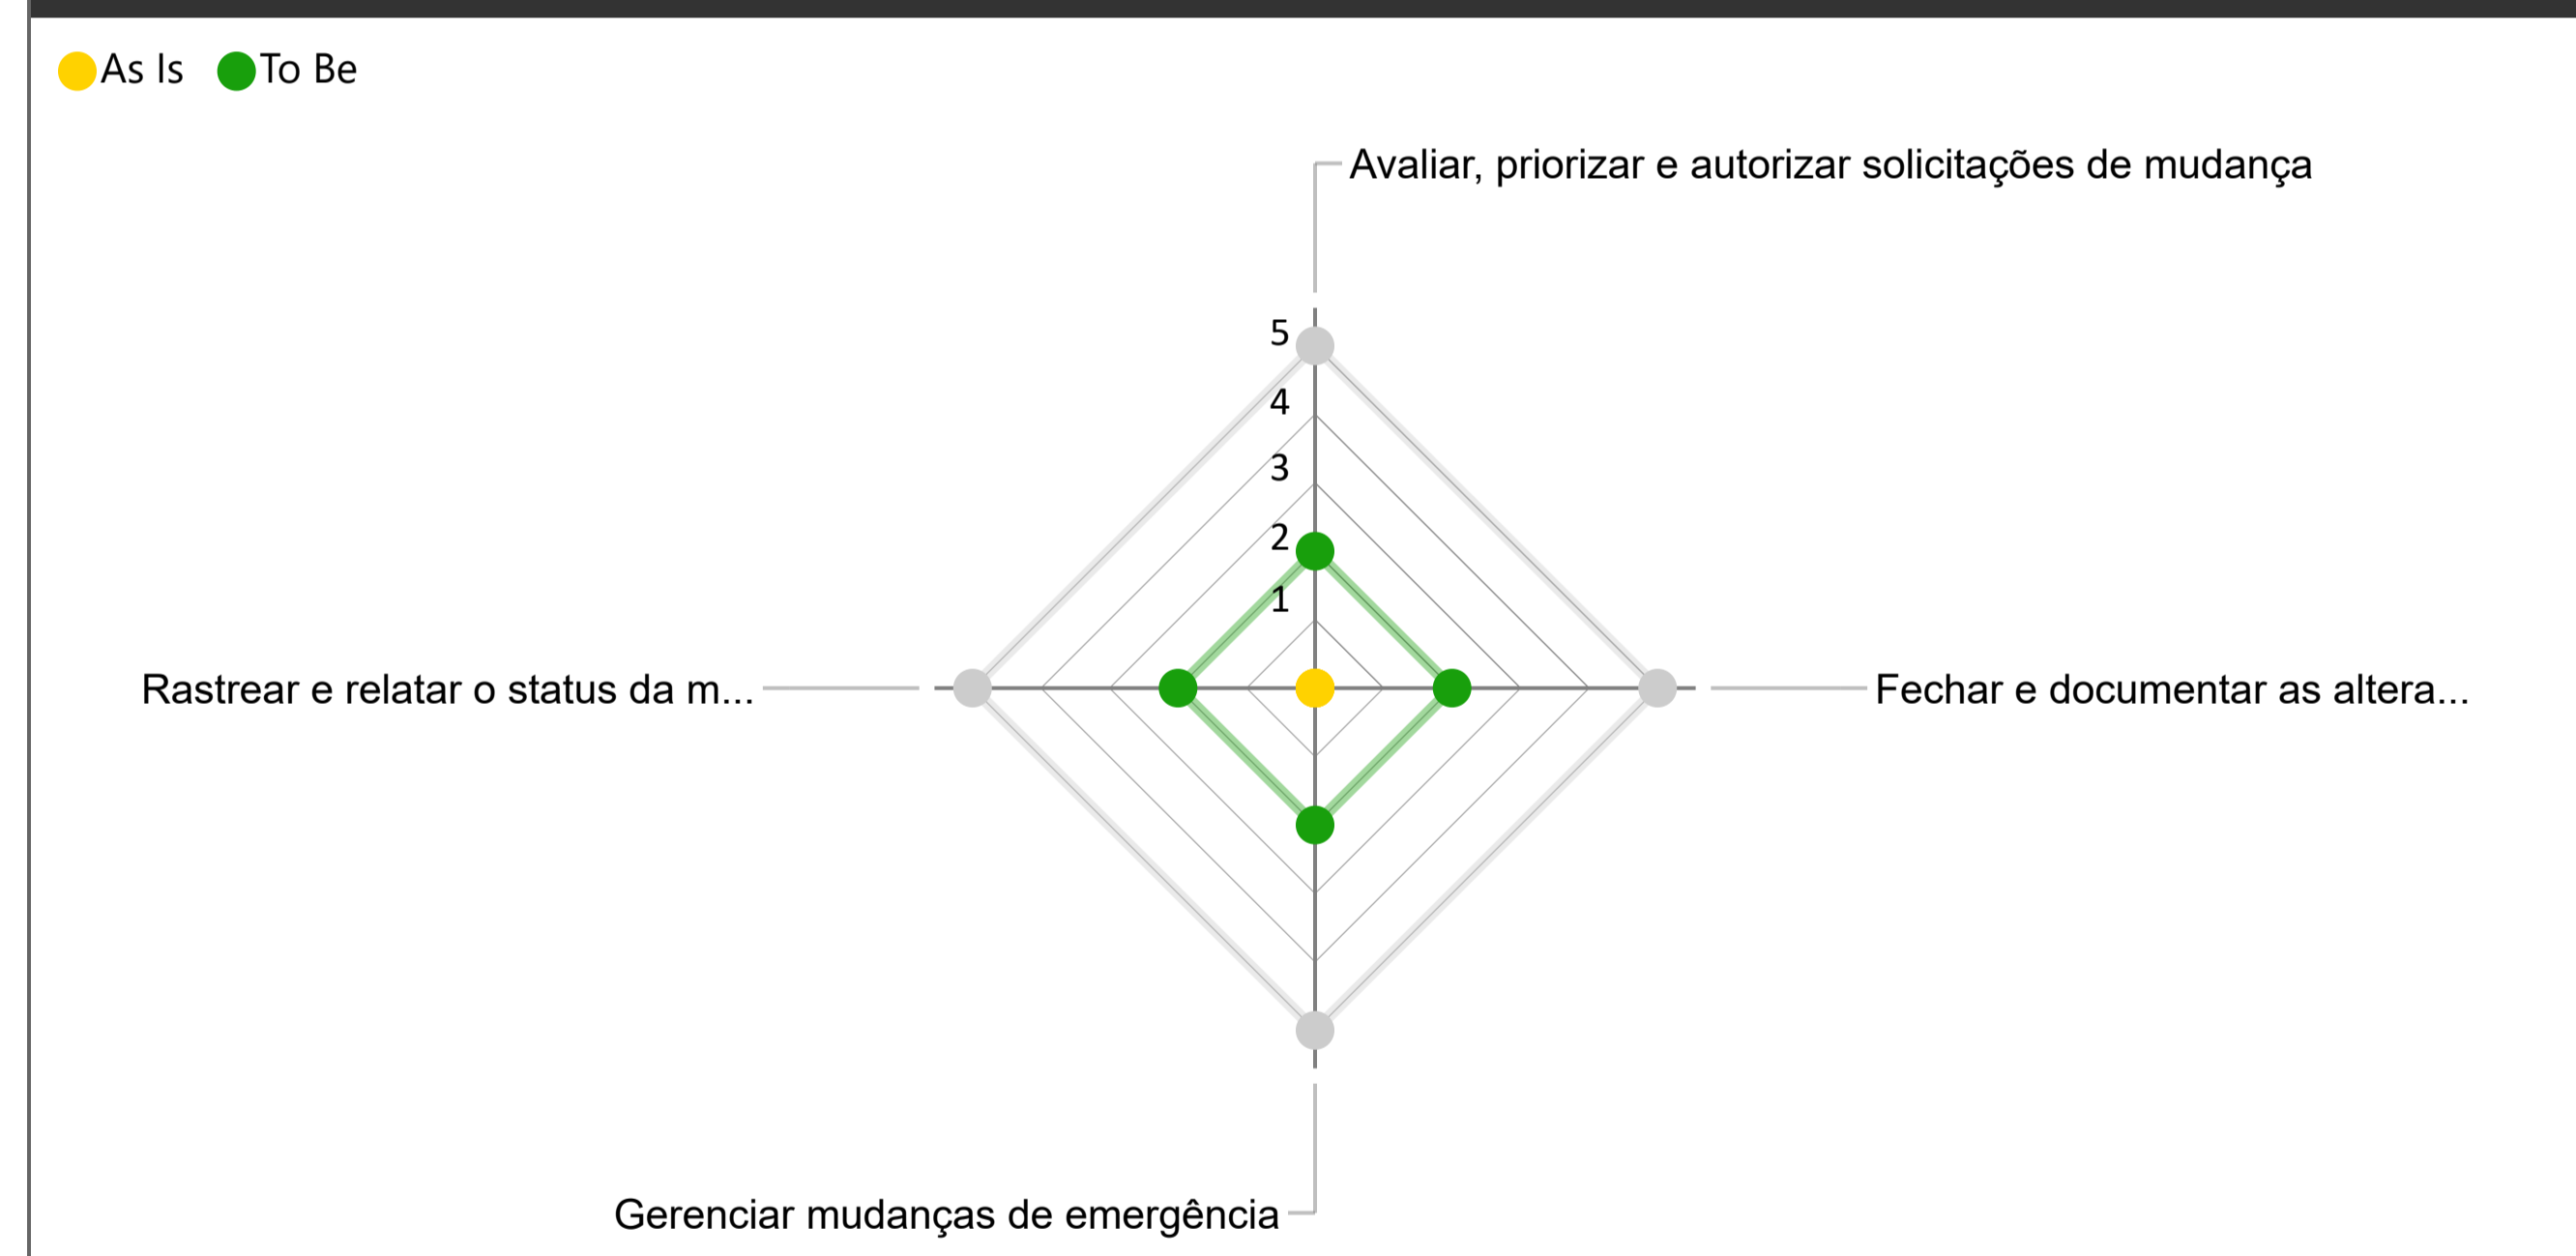 As Is To Be
Avaliar, priorizar e autorizar solicitações de mudança
5
4
3
2
1
Rastrear e relatar o status da m...
Fechar e documentar as altera...
Gerenciar mudanças de emergência